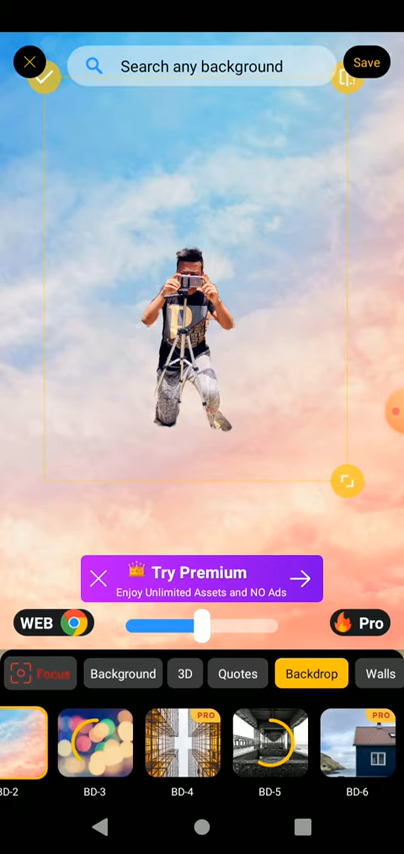 Search any background
Save
P
Try Premium
Enjoy Unlimited Assets and NO Ads
WEB
Pro
Focus
Background
3D
Quotes
Backdrop
Walls
PRO
PRO
BD-2
BD-3
BD-4
BD-5
BD-6